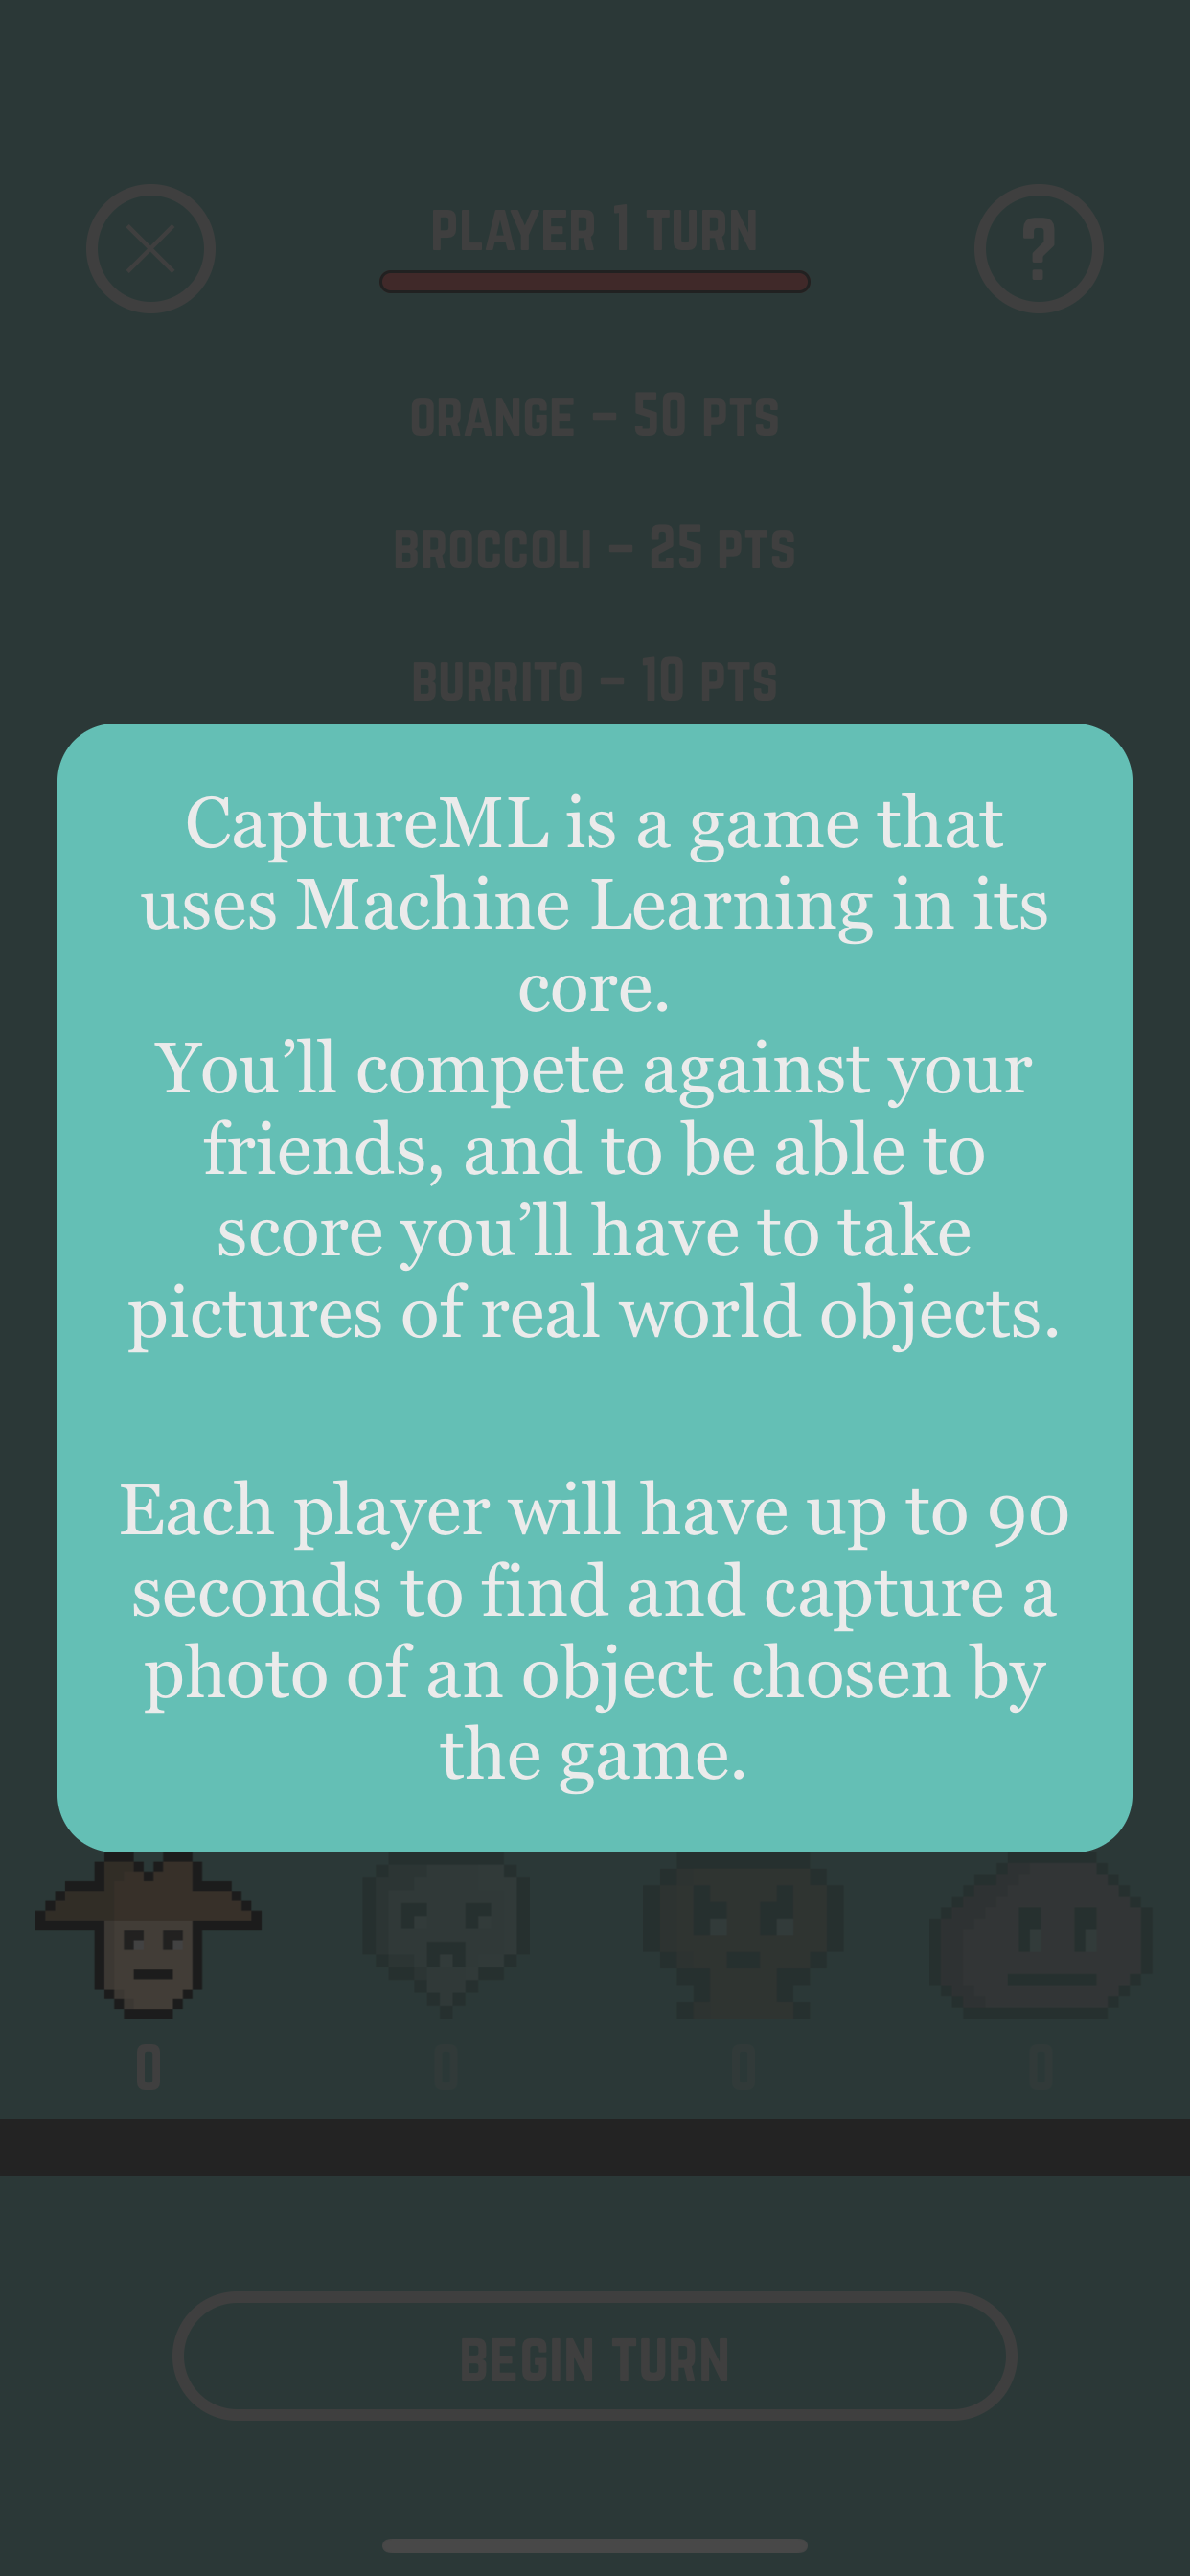 PLAYER 1 TURN
?
ORANGE - 50 PTS
BROCCOLI - 25 PTS
BURRITO - 10 PTS
CaptureML is a game that
uses Machine Learning in its
core.
You’ll compete against your
friends, and to be able to
score you’ll have to take
pictures of real world objects.
Each player will have up to 90
seconds to find and capture a
photo of an object chosen by
the game.
0 0 0 0
BEGIN TURN